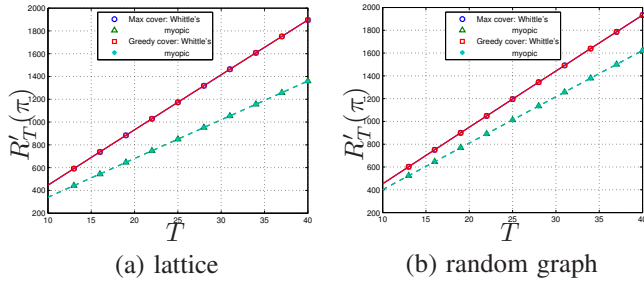 2000
1800
1600
1400
1200
1000
800
600
400
200
R'_T(π)
Max cover: Whittle's
myopic
Greedy cover: Whittle's
myopic
10 15 20 25 30 35 40
T
(a) lattice
2000
1800
1600
1400
1200
1000
800
600
400
200
R'_T(π)
Max cover: Whittle's
myopic
Greedy cover: Whittle's
myopic
10 15 20 25 30 35 40
T
(b) random graph